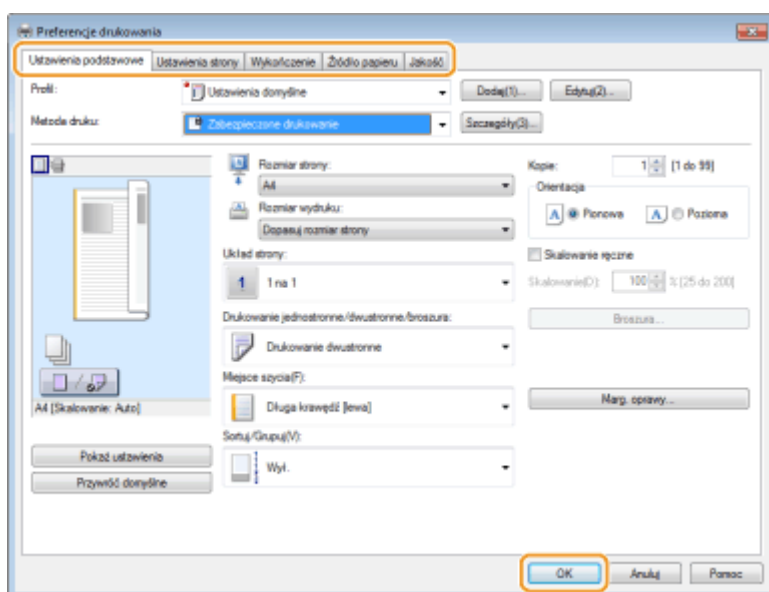 Preferencje drukowania
Ustawienia podstawowe Ustawienia strony Wykończenie Źródło papieru Jakość
Profil: Ustawienia domyślne Dodaj(1)... Edytuj(2)...
Metoda druku: Zabezpieczone drukowanie Szczegóły(3)...
Rozmiar strony: Kopie: 1 [1 do 99]
A4 Orientacja
Rozmiar wydruku: A Pionowa A Pozioma
Dopasuj rozmiar strony
Układ strony: Skalowanie ręczne
1 1 na 1 Skalowanie(D): 100 % [25 do 200]
Drukowanie jednostronne/dwustronne/broszura: Broszura...
Drukowanie dwustronne
Miejsce szycia(F):
A4 [Skalowanie: Auto] Długa krawędź [lewa] Marg. oprawy...
Sortuj/Grupuj(V):
Pokaż ustawienia Wył.
Przywróć domyślne
OK Anuluj Pomoc